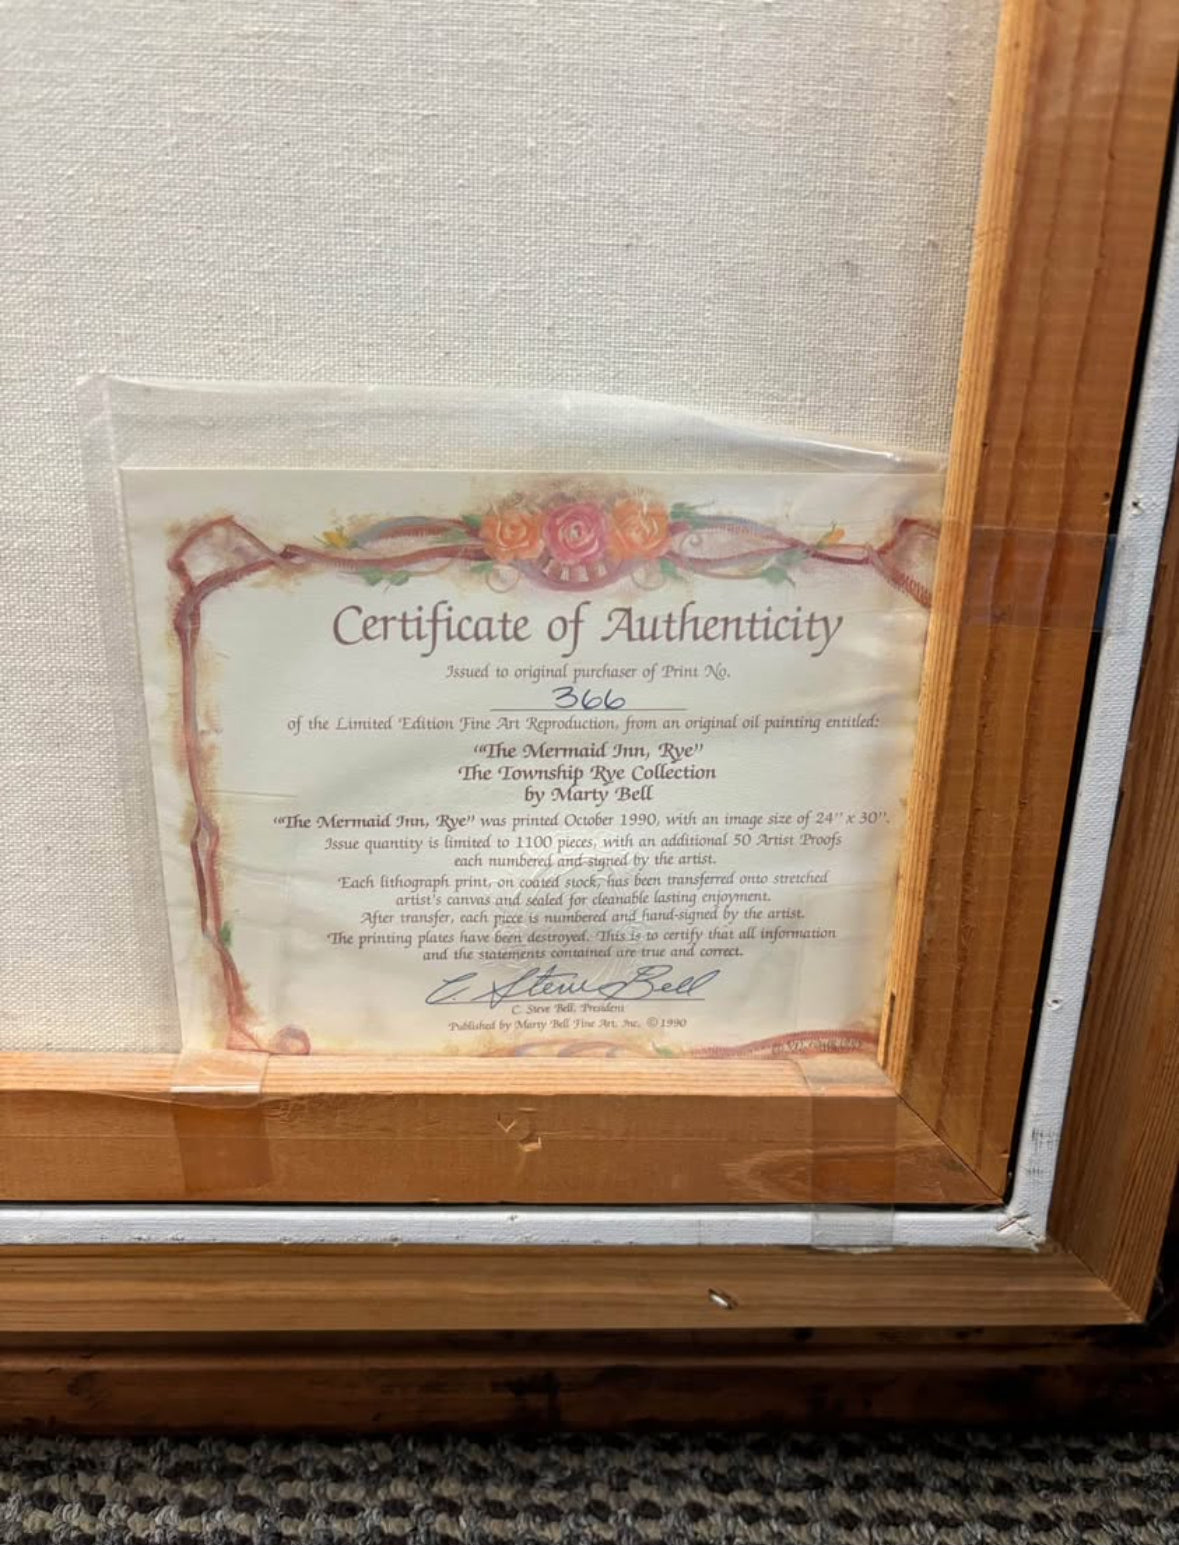 Certificate of Authenticity
Issued to original purchaser of Print No.
366
of the Limited Edition Fine Art Reproduction, from an original oil painting entitled:
"The Mermaid Inn, Rye"
The Township Rye Collection
by Marty Bell
"The Mermaid Inn, Rye" was printed October 1990, with an image size of 24" x 30".
Issue quantity is limited to 1100 pieces, with an additional 50 Artist Proofs
each numbered and signed by the artist.
Each lithograph print, on coated stock, has been transferred onto stretched
artist's canvas and sealed for cleanable lasting enjoyment.
After transfer, each piece is numbered and hand-signed by the artist.
The printing plates have been destroyed. This is to certify that all information
and the statements contained are true and correct.
C. Steve Bell
C. Steve Bell, President
Published by Marty Bell Fine Art, Inc. © 1990